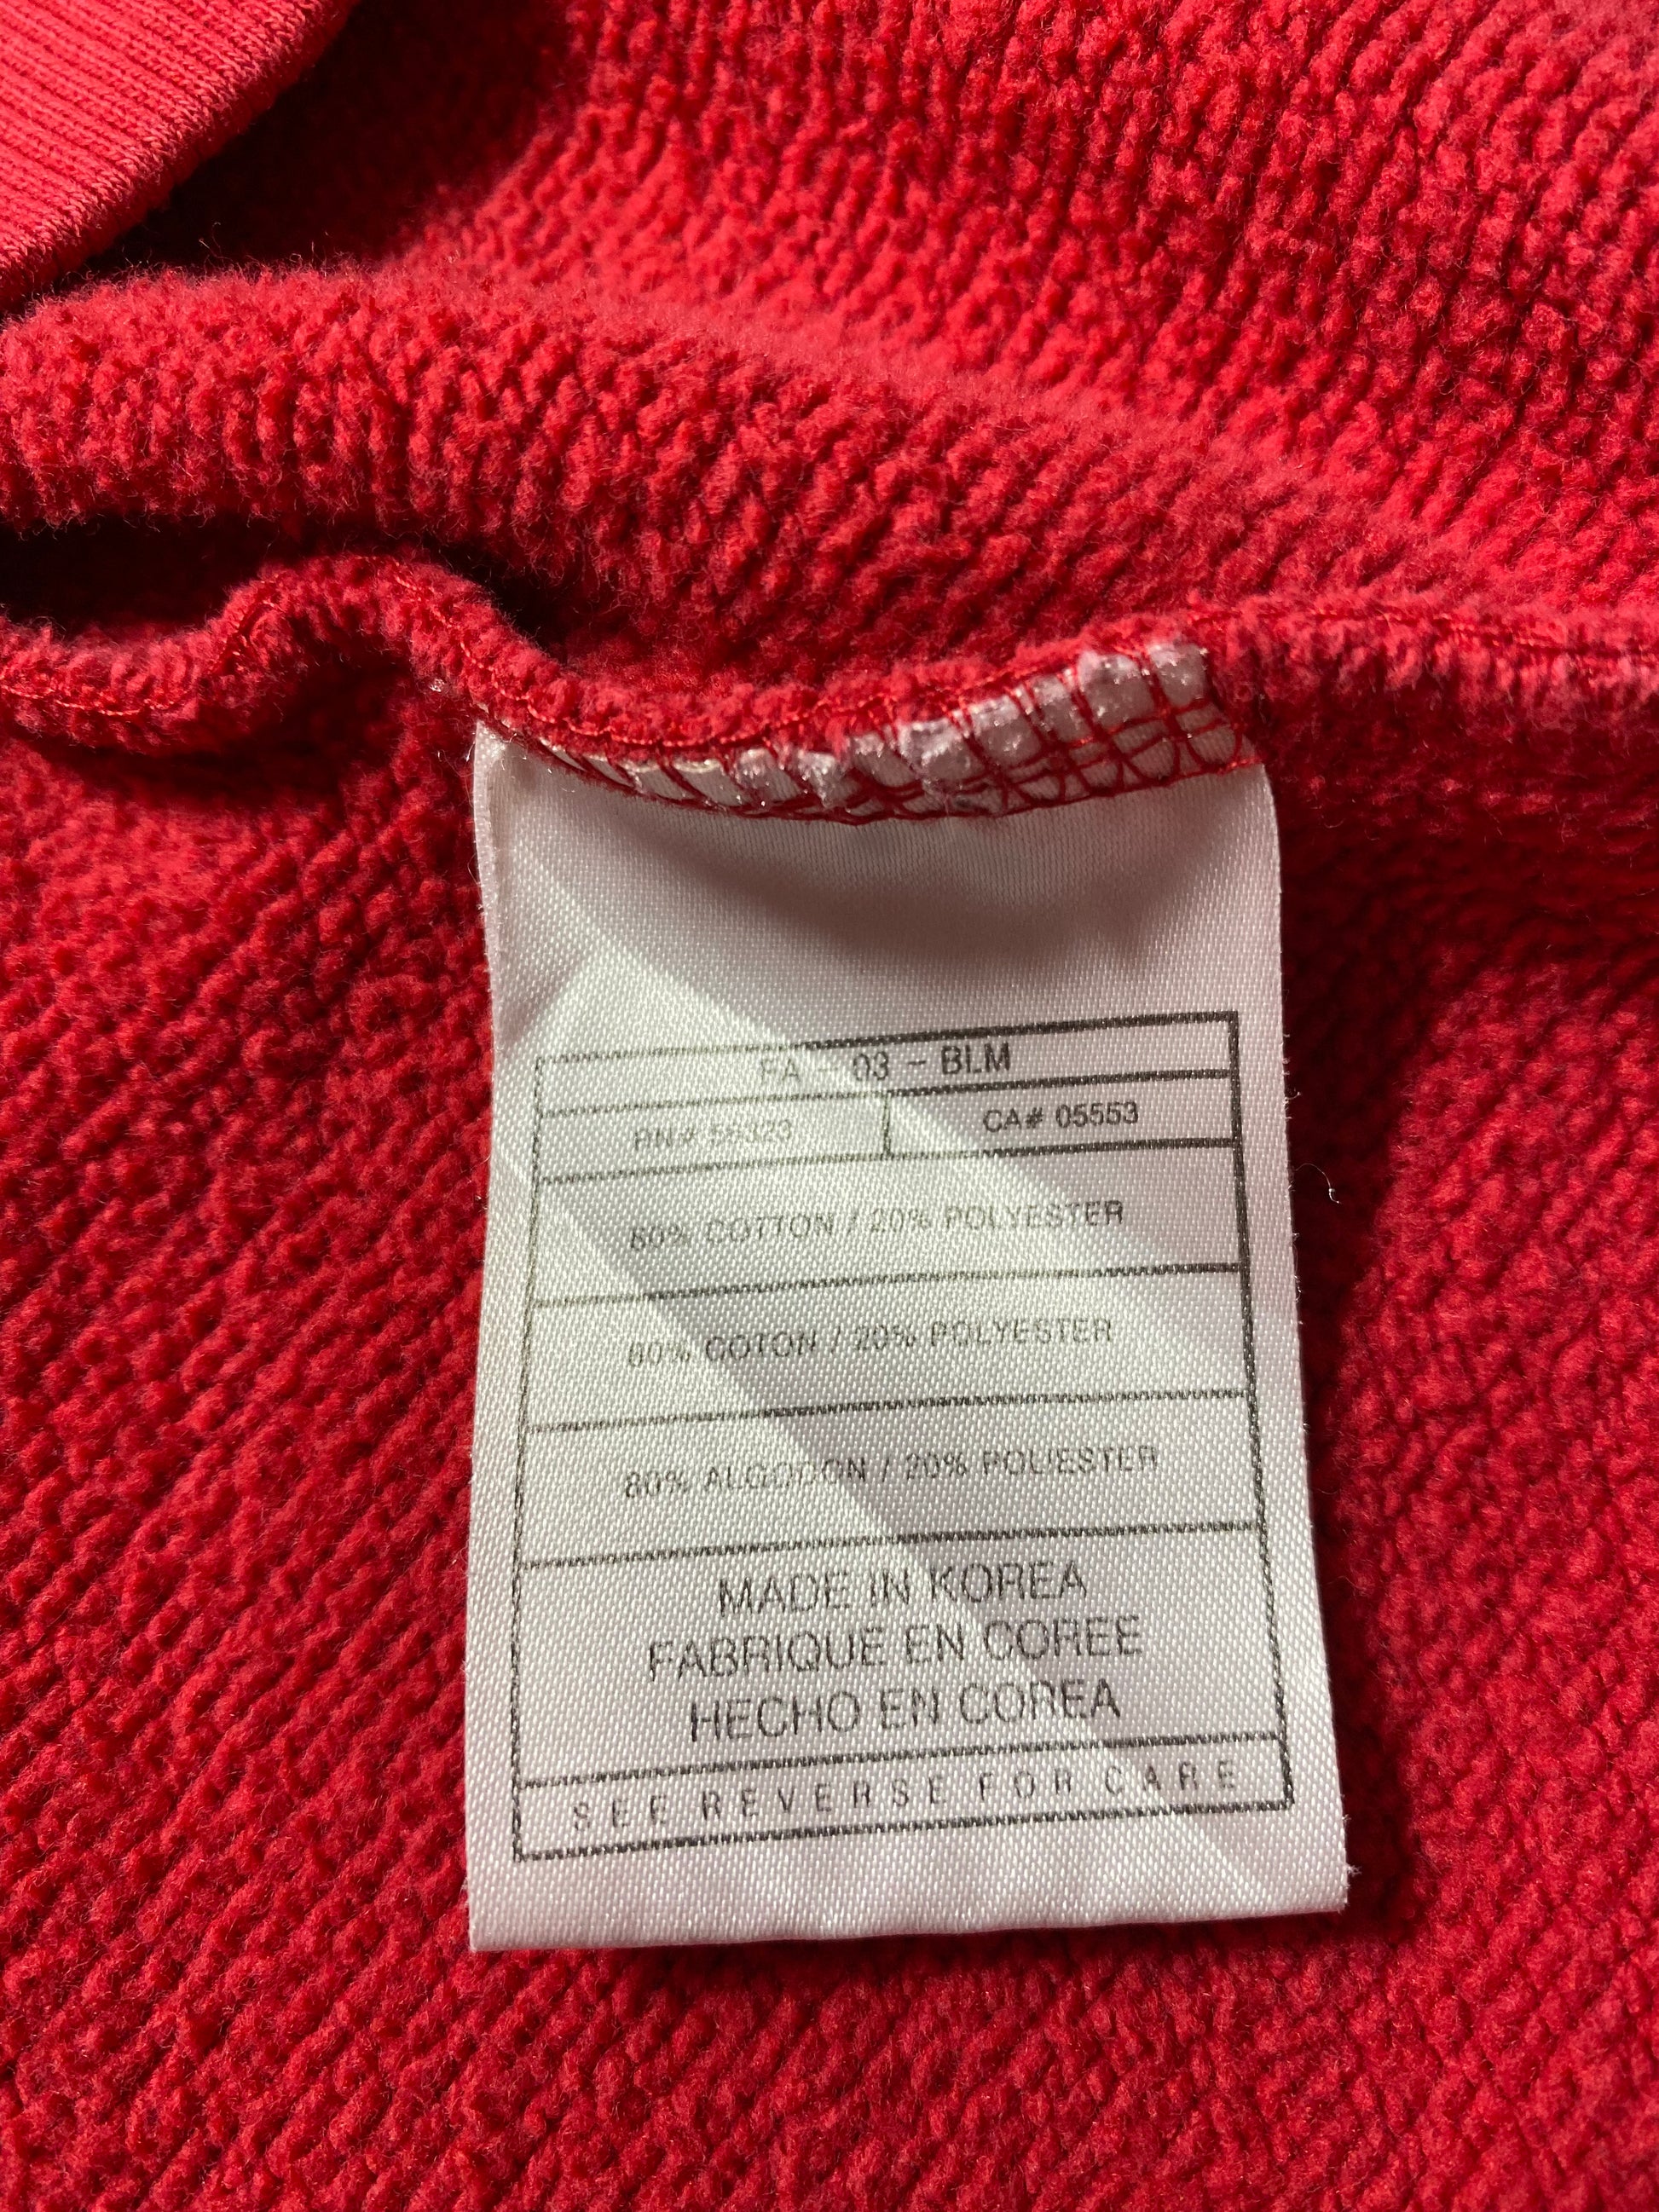 FA - 03 - BLM
RN# 56323 CA# 05553
80% COTTON / 20% POLYESTER
80% COTON / 20% POLYESTER
80% ALGODON / 20% POLIESTER
MADE IN KOREA
FABRIQUE EN COREE
HECHO EN COREA
SEE REVERSE FOR CARE